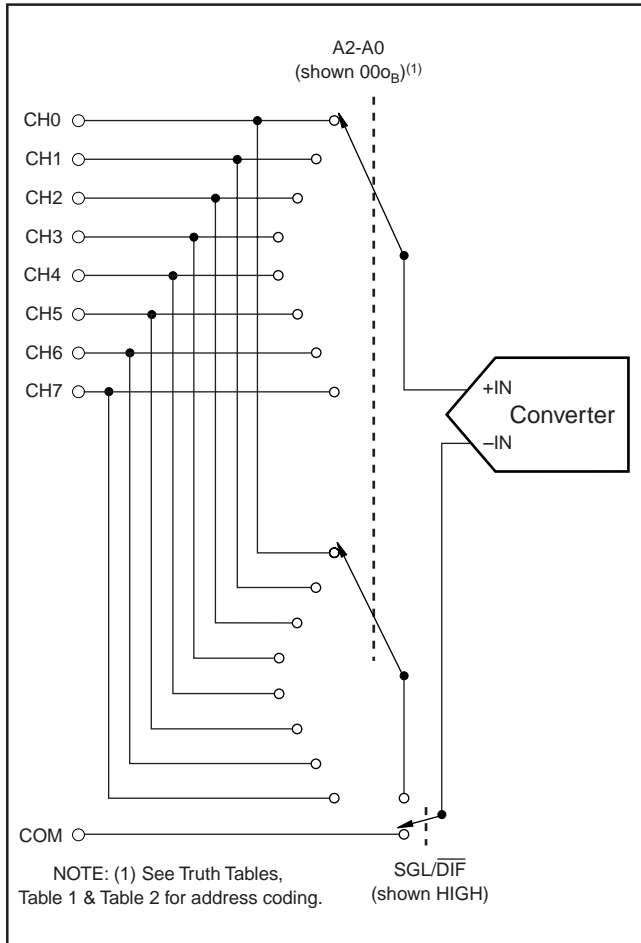 A2-A0
(shown 00oB)(1)
CH0
CH1
CH2
CH3
CH4
CH5
CH6
CH7
+IN
Converter
–IN
COM
SGL/DIF
(shown HIGH)
NOTE: (1) See Truth Tables,
Table 1 & Table 2 for address coding.